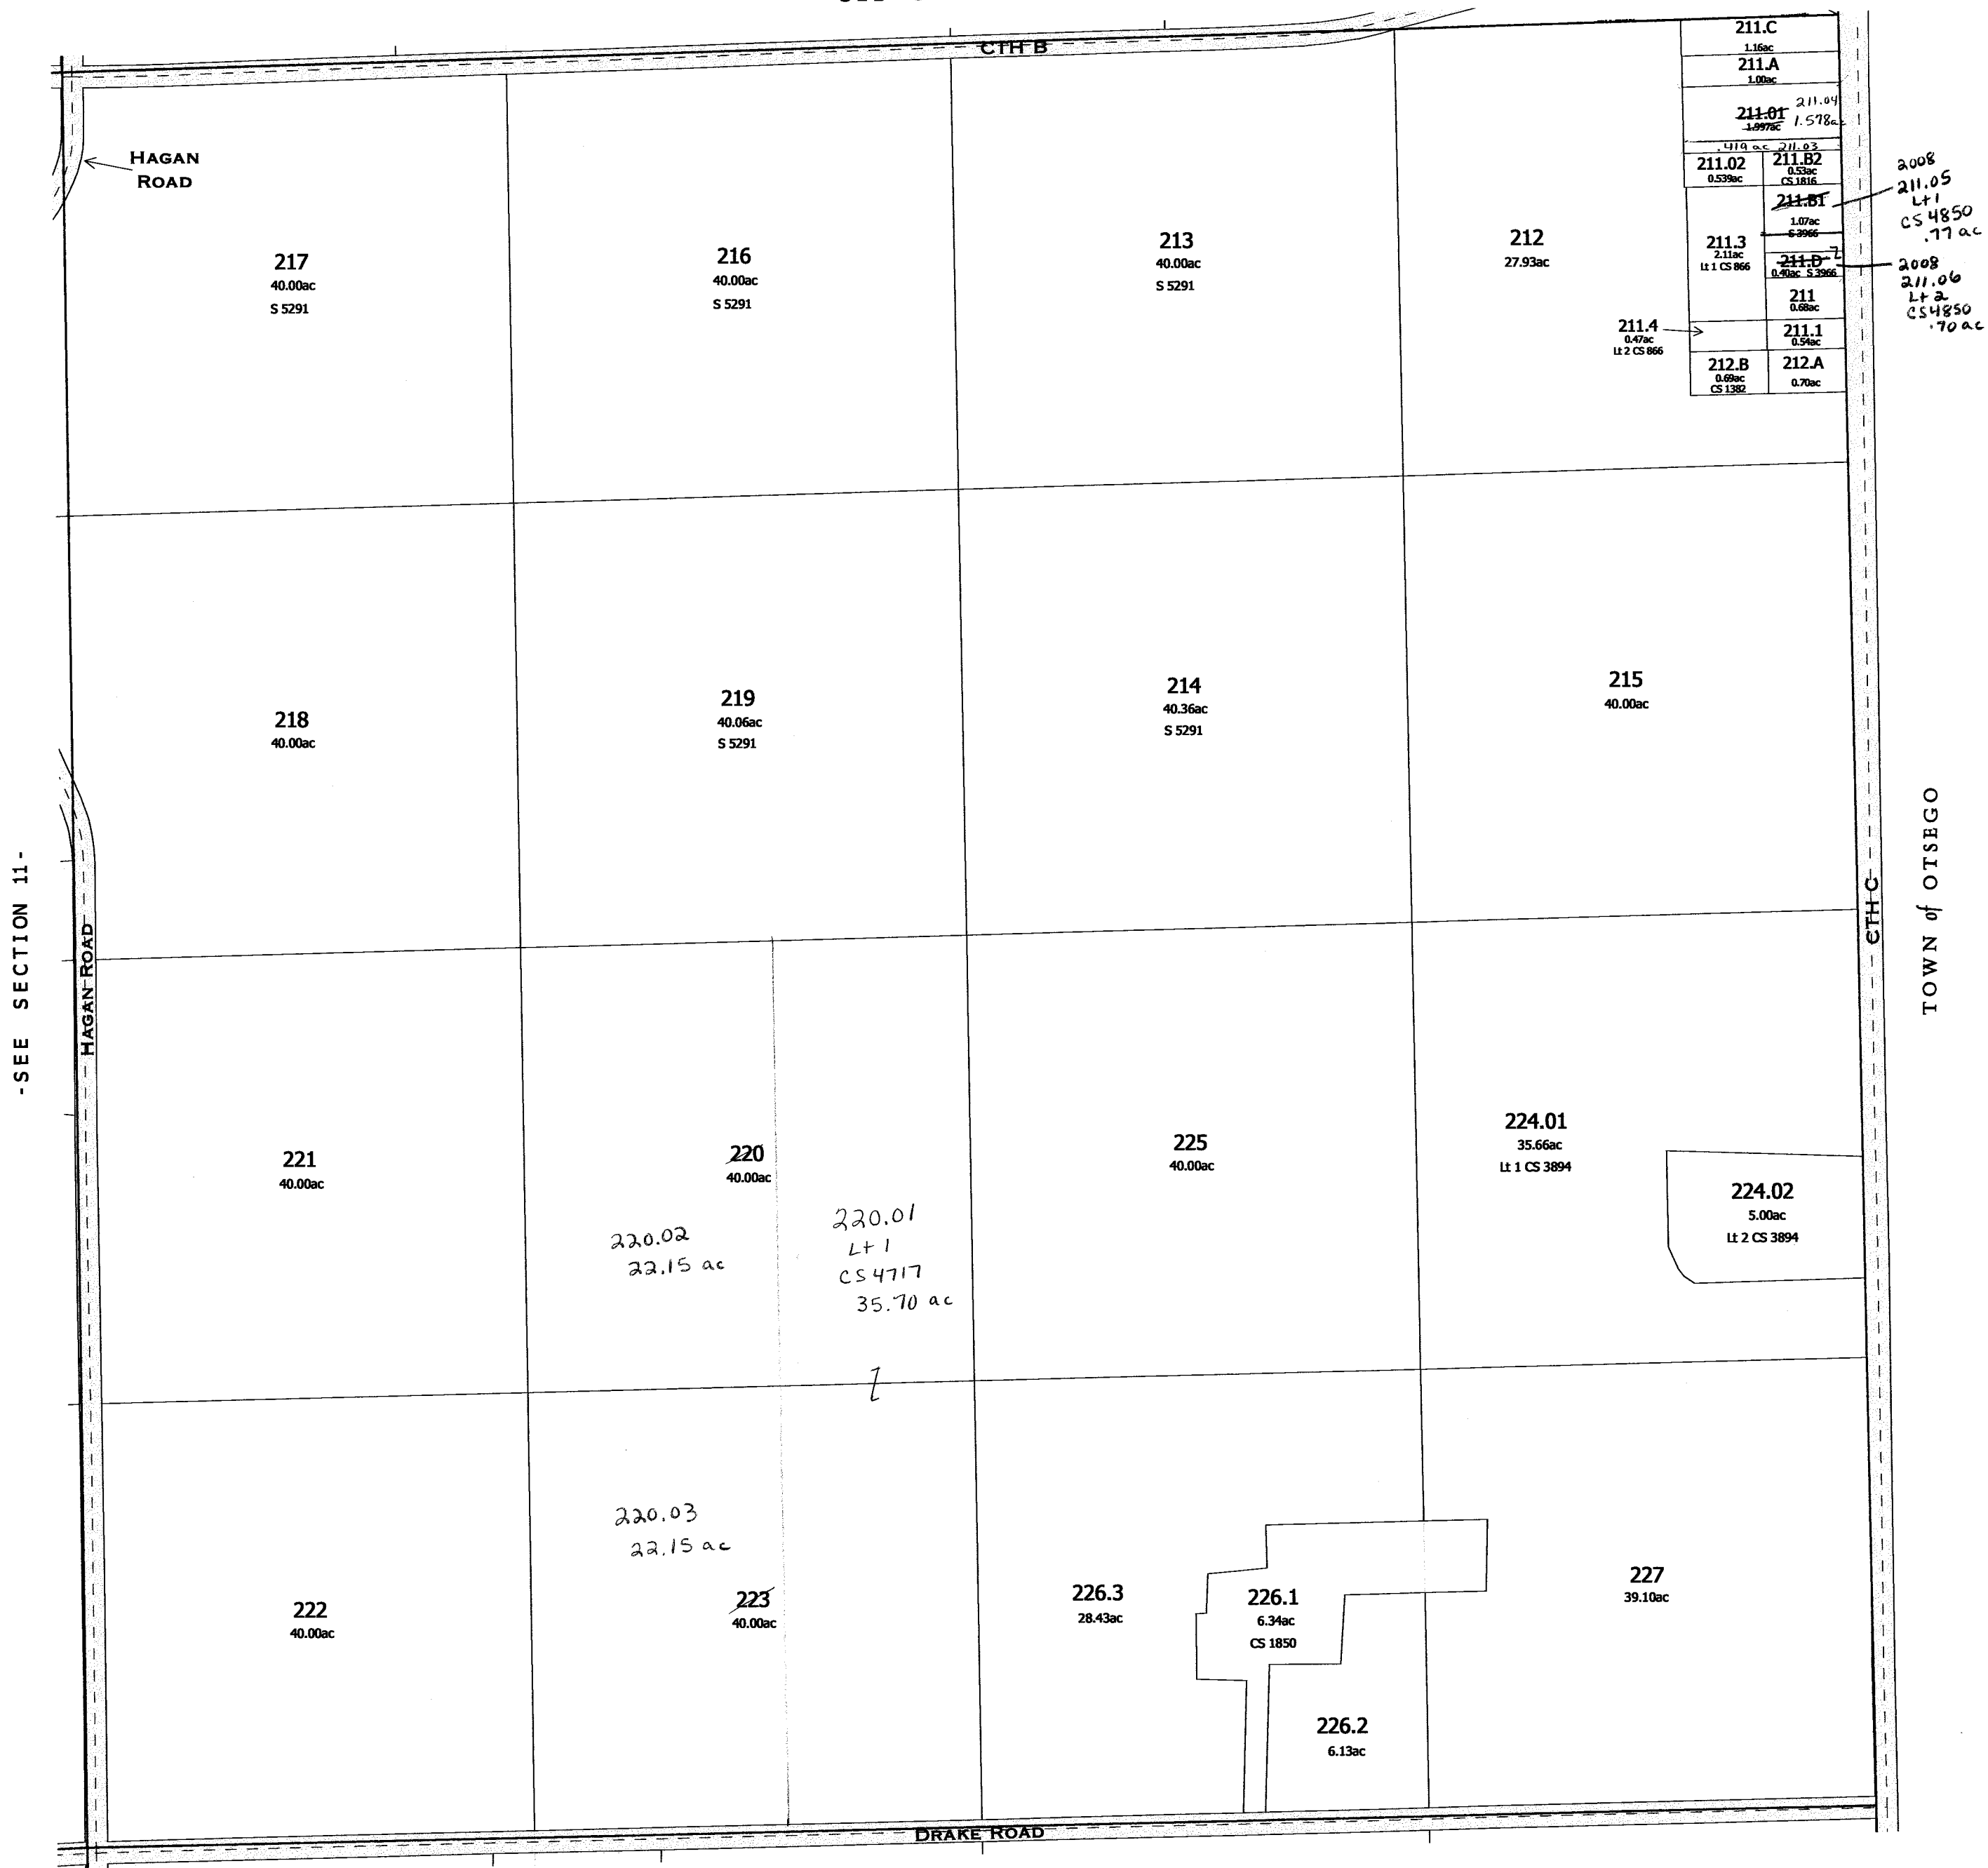 CTH B
211.C
1.16ac
211.A
1.00ac
211.01
1.997ac
211.04
1.578ac
.419 ac 211.03
211.02
0.539ac
211.B2
0.53ac
CS 1816
211.B1
1.07ac
S 3966
211.3
2.11ac
Lt 1 CS 866
211.D
0.40ac S 3966
211
0.68ac
211.4
0.47ac
Lt 2 CS 866
211.1
0.54ac
212.B
0.69ac
CS 1382
212.A
0.70ac
2008
211.05
Lt 1
CS 4850
.77 ac
2008
211.06
Lt 2
CS 4850
.70 ac
HAGAN
ROAD
217
40.00ac
S 5291
216
40.00ac
S 5291
213
40.00ac
S 5291
212
27.93ac
218
40.00ac
219
40.06ac
S 5291
214
40.36ac
S 5291
215
40.00ac
-SEE SECTION 11-
HAGAN ROAD
CTH C
TOWN of OTSEGO
221
40.00ac
220
40.00ac
220.02
22.15 ac
220.01
Lt 1
CS 4717
35.70 ac
225
40.00ac
224.01
35.66ac
Lt 1 CS 3894
224.02
5.00ac
Lt 2 CS 3894
222
40.00ac
220.03
22.15 ac
223
40.00ac
226.3
28.43ac
226.1
6.34ac
CS 1850
226.2
6.13ac
227
39.10ac
DRAKE ROAD